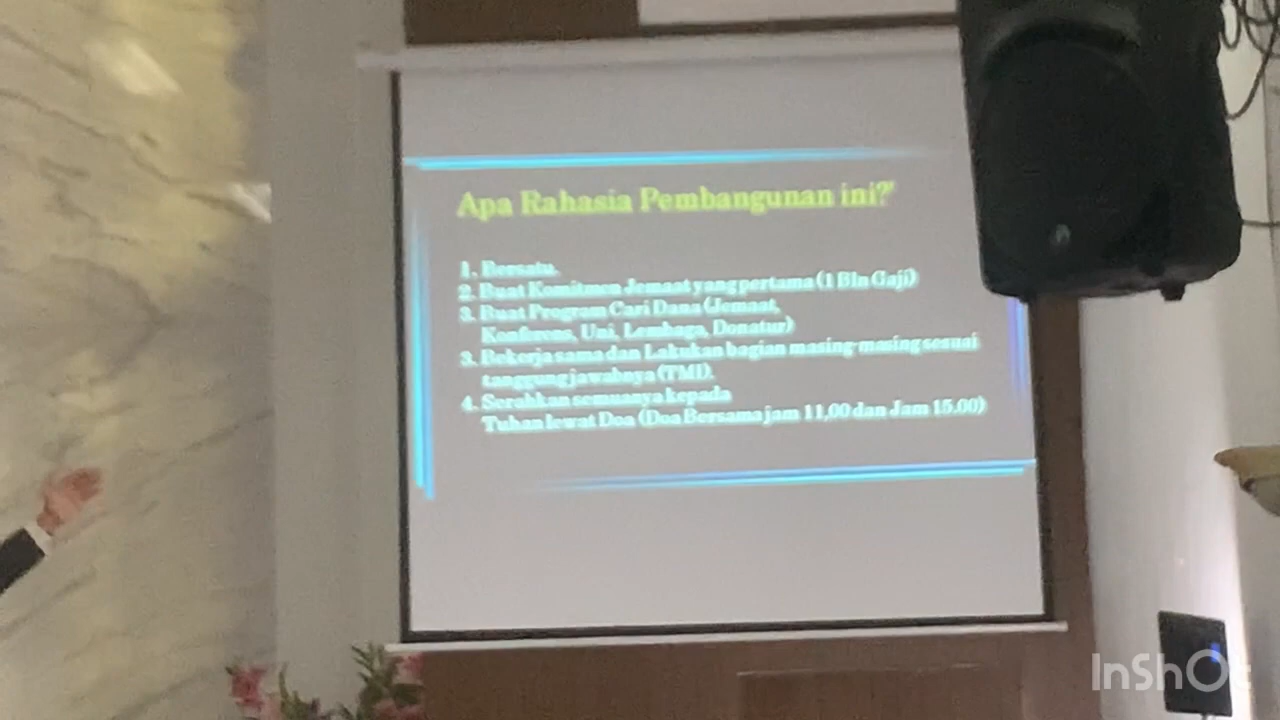 Apa Rahasia Pembangunan ini?"
1. Bersatu.
2. Buat Komitmen Jemaat yang pertama (1 Bln Gaji)
3. Buat Program Cari Dana (Jemaat,
Konferens, Uni, Lembaga, Donatur)
3. Bekerja sama dan Lakukan bagian masing-masing sesuai
tanggung jawabnya (TMI).
4. Serahkan semuanya kepada
Tuhan lewat Doa (Doa Bersama jam 11,00 dan Jam 15.00)
InShOt